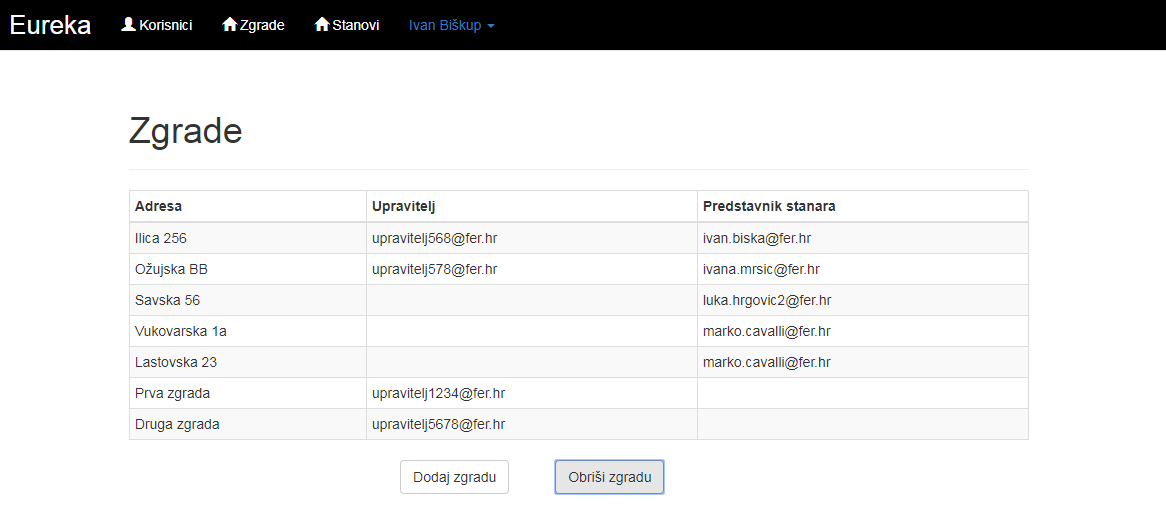 Eureka Korisnici Zgrade Stanovi Ivan Biškup
Zgrade
Adresa Upravitelj Predstavnik stanara
Ilica 256 upravitelj568@fer.hr ivan.biska@fer.hr
Ožujska BB upravitelj578@fer.hr ivana.mrsic@fer.hr
Savska 56 luka.hrgovic2@fer.hr
Vukovarska 1a marko.cavalli@fer.hr
Lastovska 23 marko.cavalli@fer.hr
Prva zgrada upravitelj1234@fer.hr
Druga zgrada upravitelj5678@fer.hr
Dodaj zgradu Obriši zgradu